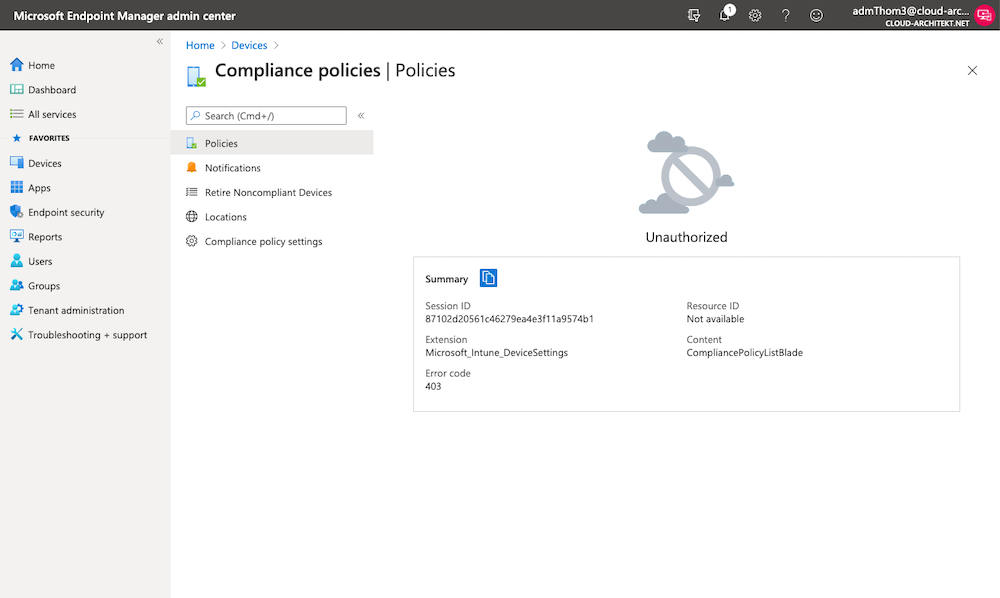 Microsoft Endpoint Manager admin center
1
admThom3@cloud-arc...
CLOUD-ARCHITEKT.NET
«
Home
Dashboard
All services
FAVORITES
Devices
Apps
Endpoint security
Reports
Users
Groups
Tenant administration
Troubleshooting + support
Home > Devices >
Compliance policies | Policies
Search (Cmd+/)
«
Policies
Notifications
Retire Noncompliant Devices
Locations
Compliance policy settings
Unauthorized
Summary
Session ID
87102d20561c46279ea4e3f11a9574b1
Resource ID
Not available
Extension
Microsoft_Intune_DeviceSettings
Content
CompliancePolicyListBlade
Error code
403